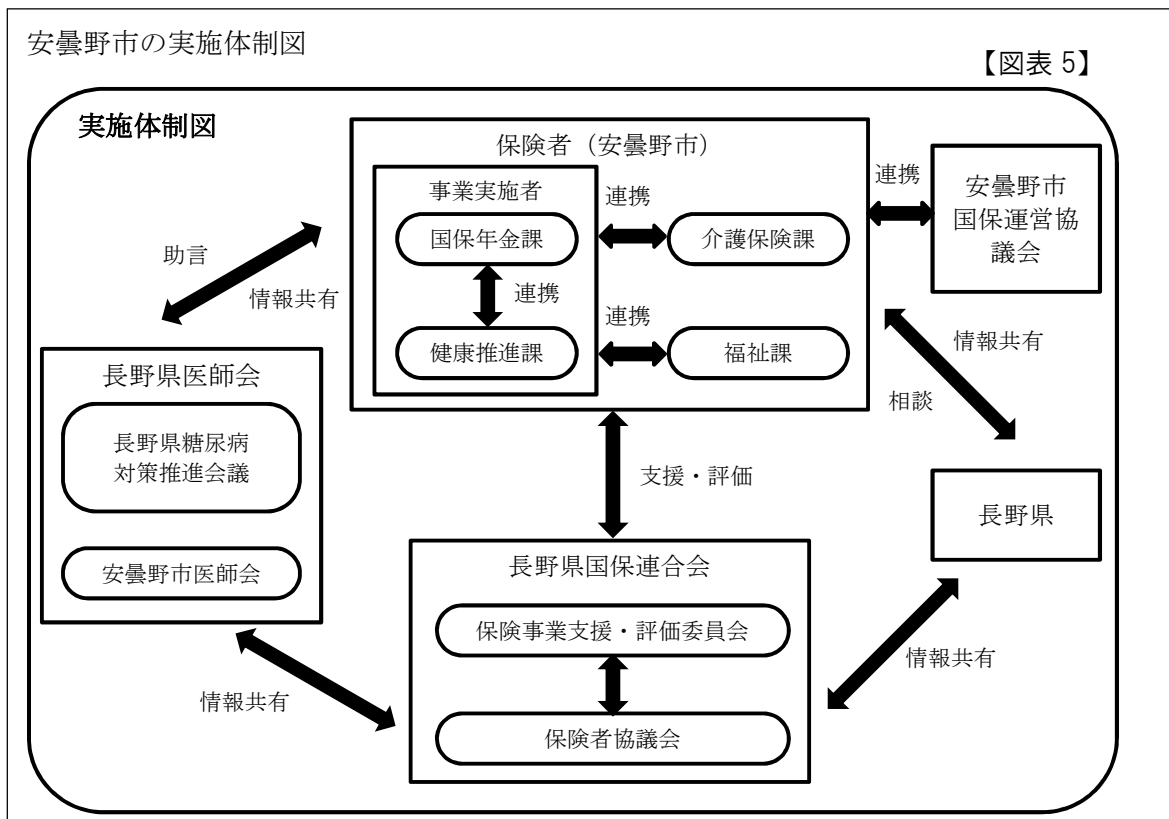 安曇野市の実施体制図
【図表 5】
実施体制図
保険者（安曇野市）
事業実施者
国保年金課
連携
健康推進課
連携
介護保険課
連携
福祉課
連携
安曇野市
国保運営協
議会
助言
情報共有
長野県医師会
長野県糖尿病
対策推進会議
安曇野市医師会
情報共有
相談
長野県
支援・評価
長野県国保連合会
保険事業支援・評価委員会
保険者協議会
情報共有
情報共有